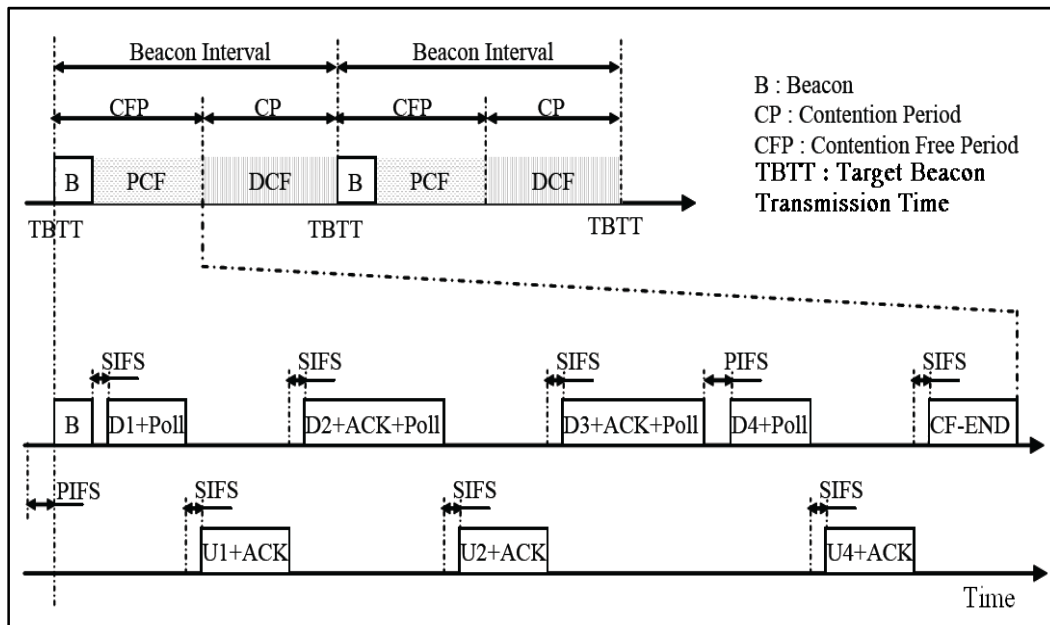 Beacon Interval Beacon Interval
CFP CP CFP CP
B : Beacon
CP : Contention Period
CFP : Contention Free Period
TBTT : Target Beacon
Transmission Time
B PCF DCF B PCF DCF
TBTT TBTT TBTT
SIFS SIFS SIFS PIFS SIFS
B D1+Poll D2+ACK+Poll D3+ACK+Poll D4+Poll CF-END
PIFS SIFS SIFS SIFS
U1+ACK U2+ACK U4+ACK
Time